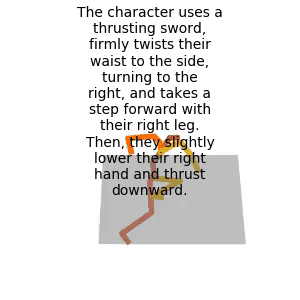 The character uses a
thrusting sword,
firmly twists their
waist to the side,
turning to the
right, and takes a
step forward with
their right leg.
Then, they slightly
lower their right
hand and thrust
downward.